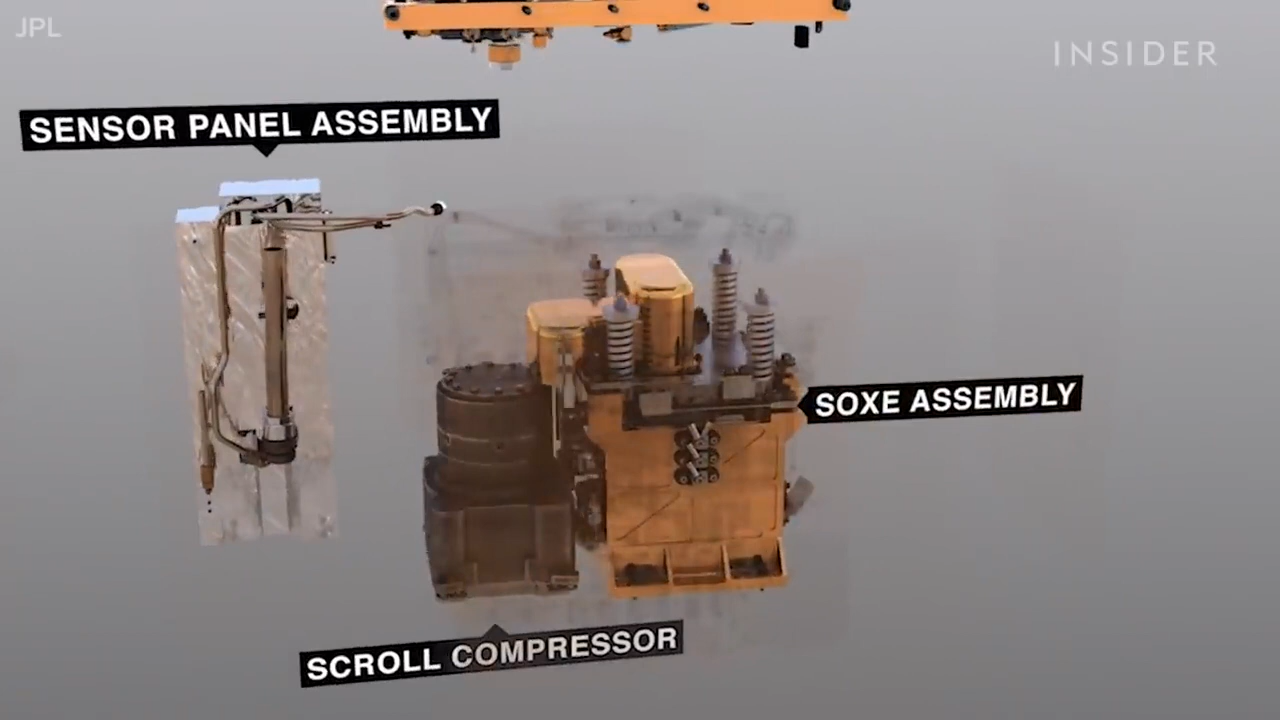 JPL
INSIDER
SENSOR PANEL ASSEMBLY
SOXE ASSEMBLY
SCROLL COMPRESSOR